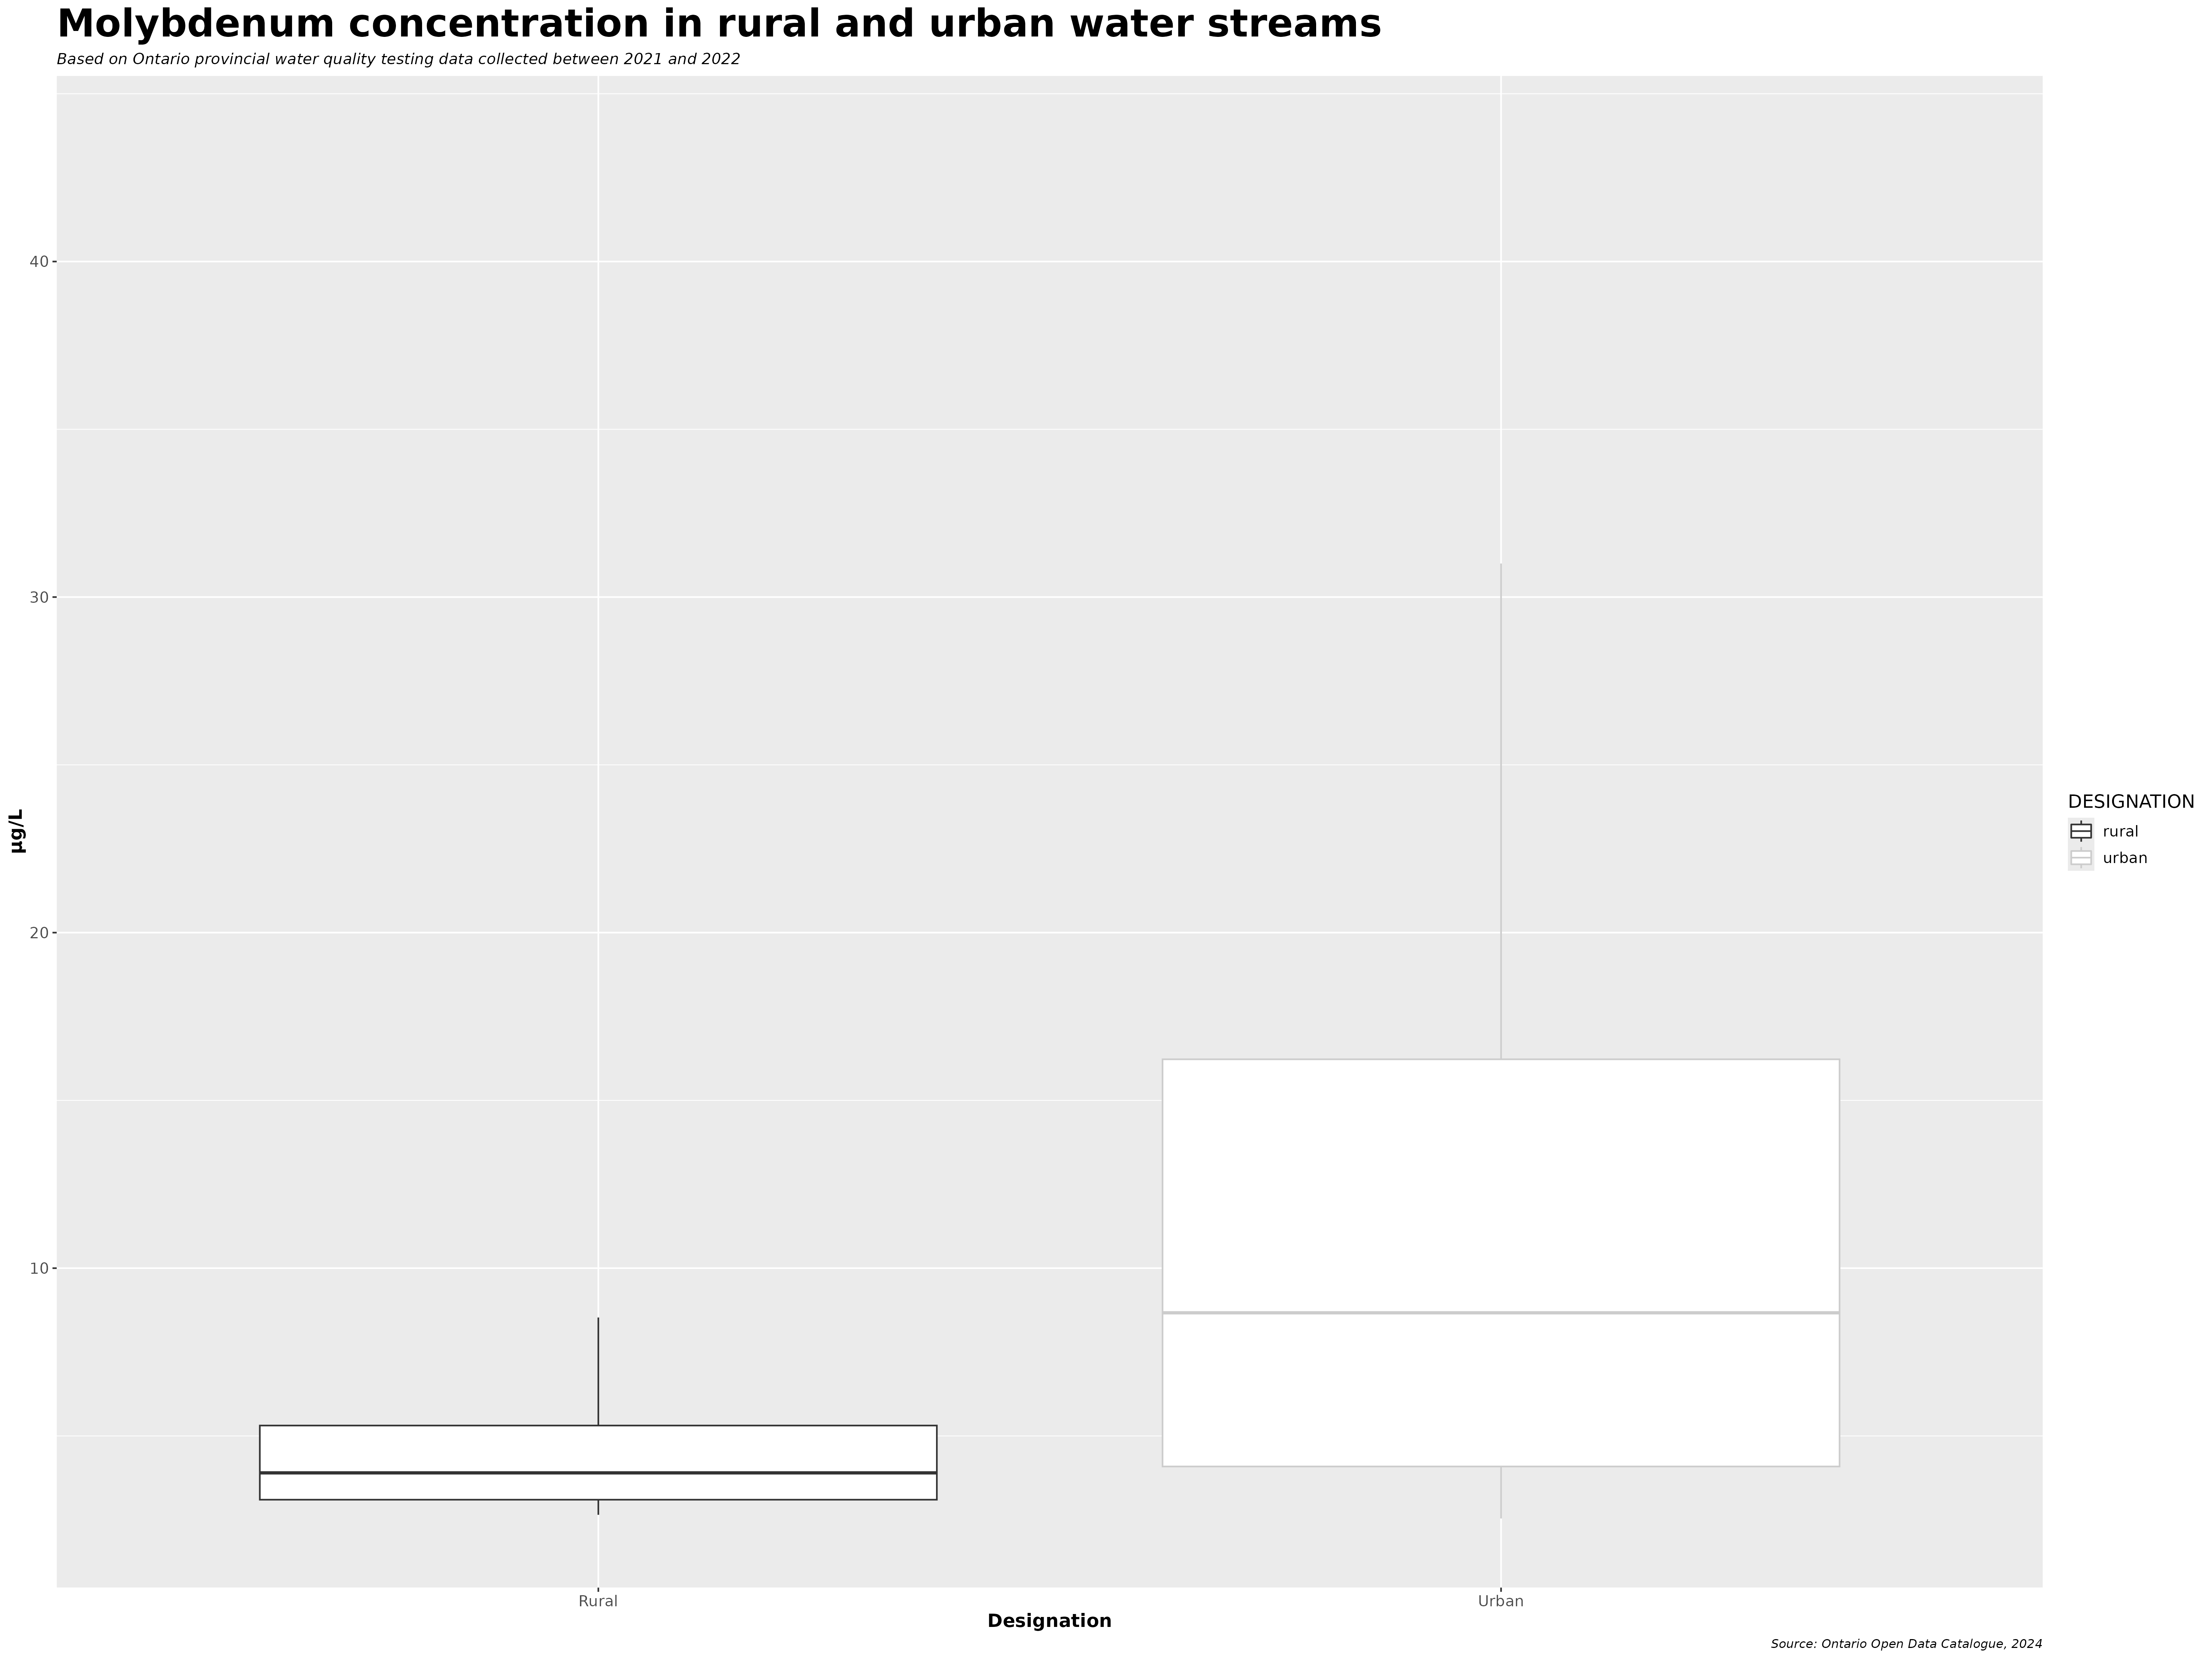 Molybdenum concentration in rural and urban water streams
Based on Ontario provincial water quality testing data collected between 2021 and 2022
40
30
20
10
µg/L
Rural
Urban
Designation
DESIGNATION
rural
urban
Source: Ontario Open Data Catalogue, 2024